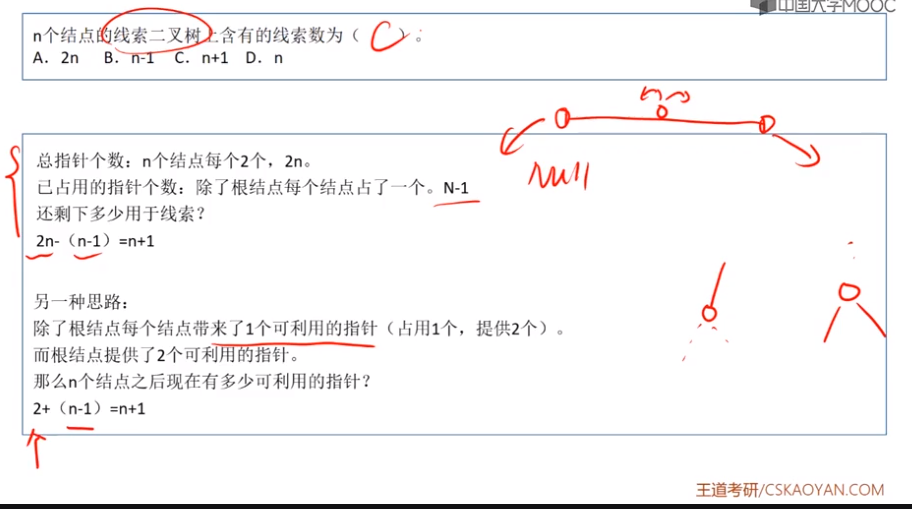 中国大学MOOC
n个结点的线索二叉树上含有的线索数为（ C ）。
A. 2n B. n-1 C. n+1 D. n
总指针个数：n个结点每个2个，2n。
已占用的指针个数：除了根结点每个结点占了一个。N-1
还剩下多少用于线索？
2n-（n-1）=n+1
Null
另一种思路：
除了根结点每个结点带来了1个可利用的指针（占用1个，提供2个）。
而根结点提供了2个可利用的指针。
那么n个结点之后现在有多少可利用的指针？
2+（n-1）=n+1
王道考研/CSKAOYAN.COM